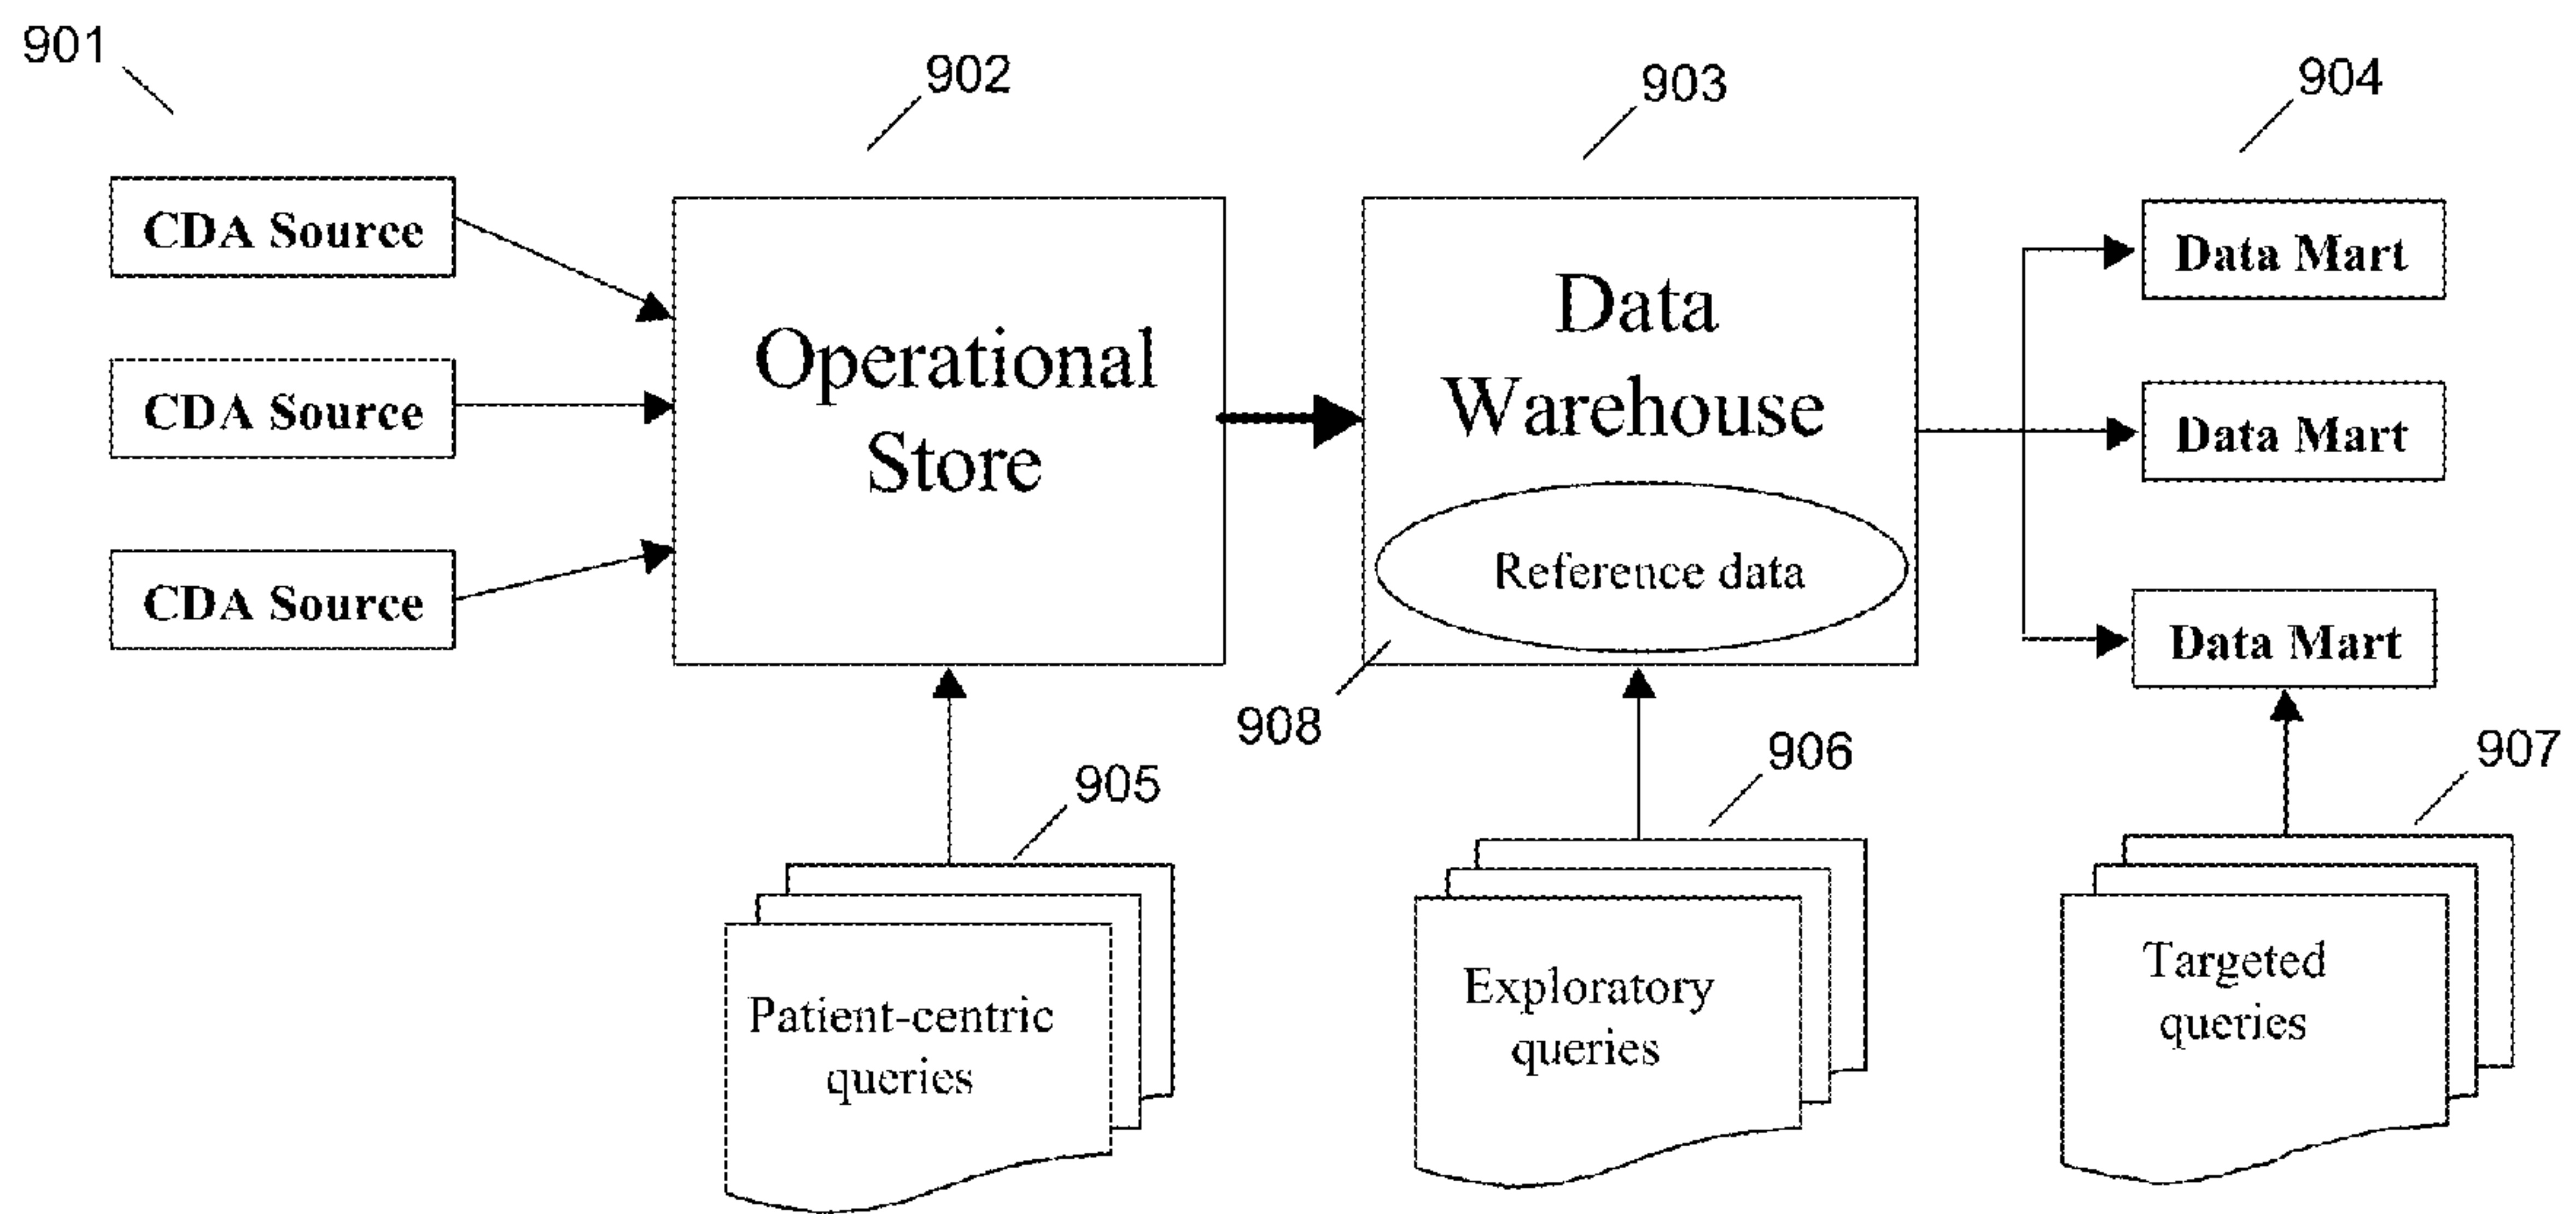 901
902
903
904
CDA Source
CDA Source
CDA Source
Operational
Store
Data
Warehouse
Reference data
908
Data Mart
Data Mart
Data Mart
905
Patient-centric
queries
906
Exploratory
queries
907
Targeted
queries